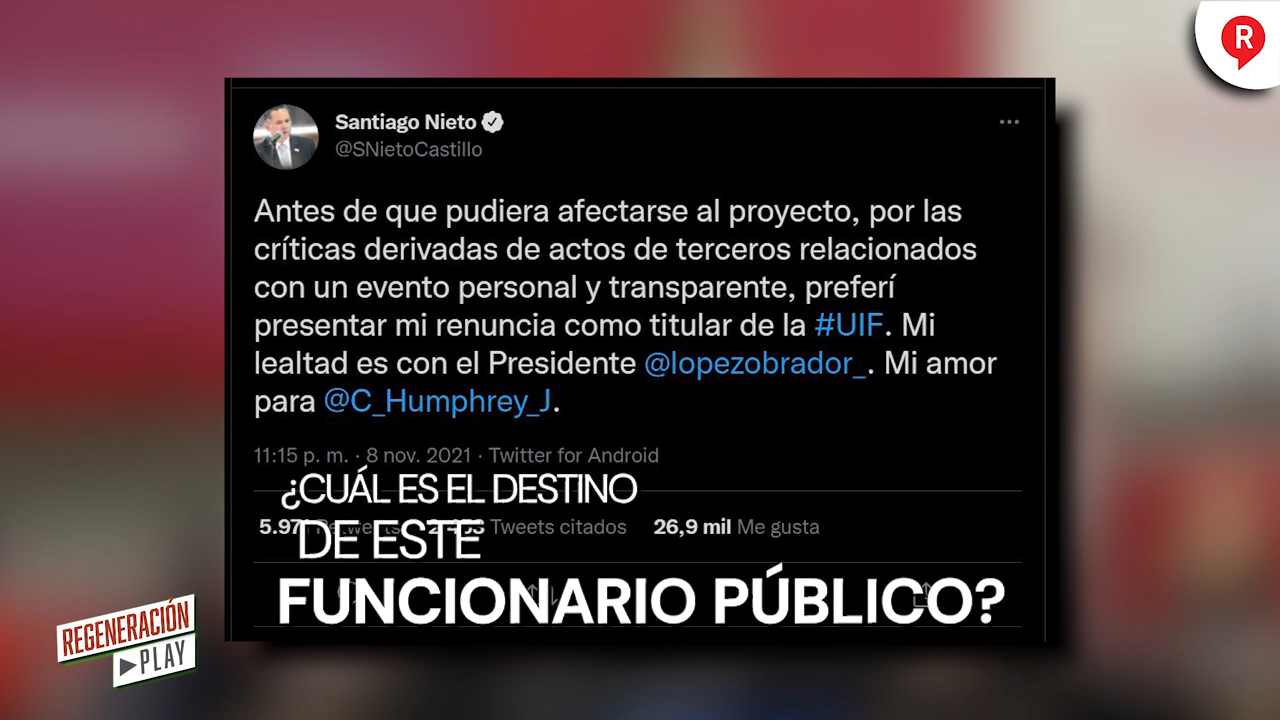 R
Santiago Nieto
@SNietoCastillo
Antes de que pudiera afectarse al proyecto, por las
críticas derivadas de actos de terceros relacionados
con un evento personal y transparente, preferí
presentar mi renuncia como titular de la #UIF. Mi
lealtad es con el Presidente @lopezobrador_. Mi amor
para @C_Humphrey_J.
11:15 p. m. · 8 nov. 2021 · Twitter for Android
¿CUÁL ES EL DESTINO
Tweets citados 26,9 mil Me gusta
DE ESTE
FUNCIONARIO PÚBLICO?
REGENERACIÓN
PLAY